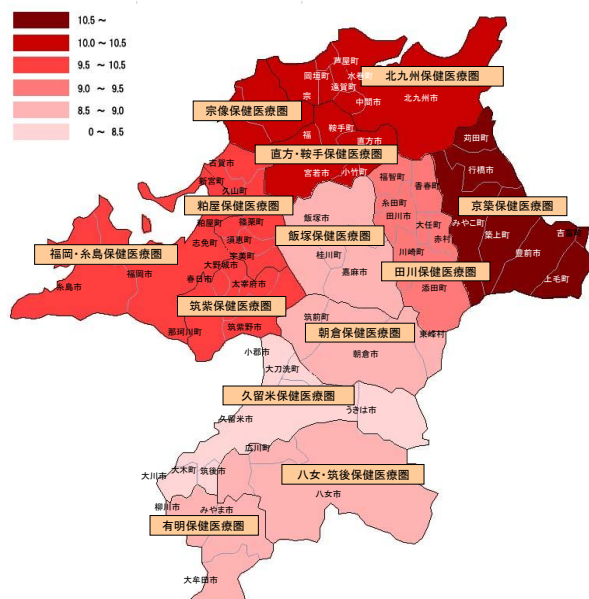 10.5 ～
10.0 ～ 10.5
9.5 ～ 10.5
9.0 ～ 9.5
8.5 ～ 9.0
0 ～ 8.5
芦屋町
岡垣町
水巻町
遠賀町
北九州保健医療圏
北九州市
中間市
宗
宗像保健医療圏
福
鞍手町
直方市
苅田町
直方・鞍手保健医療圏
古賀市
宮若市
小竹町
福智町
行橋市
新宮町
久山町
香春町
粕屋保健医療圏
糸田町
京築保健医療圏
飯塚市
田川市
粕屋町
篠栗町
大任町
みやこ町
吉
飯塚保健医療圏
赤村
築上町
志免町
須恵町
福岡・糸島保健医療圏
宇美町
川崎町
豊前市
大野城市
桂川町
田川保健医療圏
福岡市
嘉麻市
春日市
太宰府市
添田町
上毛町
糸島市
筑紫保健医療圏
筑前町
那珂川町
筑紫野市
朝倉保健医療圏
東峰村
小郡市
朝倉市
大刀洗町
久留米保健医療圏
うきは市
久留米市
広川町
大木町
筑後市
八女・筑後保健医療圏
大川市
八女市
柳川市
みやま市
有明保健医療圏
大牟田市